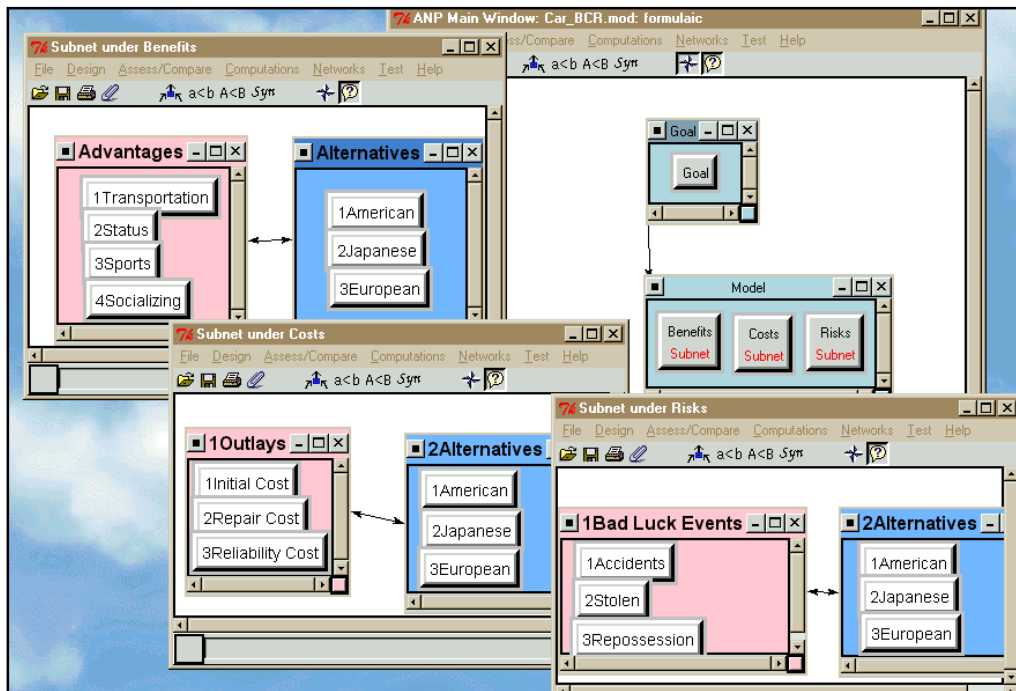 ANP Main Window: Car_BCR.mod: formulaic
ss/Compare Computations Networks Test Help
a<b A<B Syn
Goal
Goal
Model
Benefits Costs Risks
Subnet Subnet Subnet
Subnet under Benefits
File Design Assess/Compare Computations Networks Test Help
a<b A<B Syn
Advantages
1Transportation
2Status
3Sports
4Socializing
Alternatives
1American
2Japanese
3European
Subnet under Costs
File Design Assess/Compare Computations Networks Test Help
a<b A<B Syn
1Outlays
1Initial Cost
2Repair Cost
3Reliability Cost
2Alternatives
1American
2Japanese
3European
Subnet under Risks
File Design Assess/Compare Computations Networks Test Help
a<b A<B Syn
1Bad Luck Events
1Accidents
2Stolen
3Repossession
2Alternatives
1American
2Japanese
3European